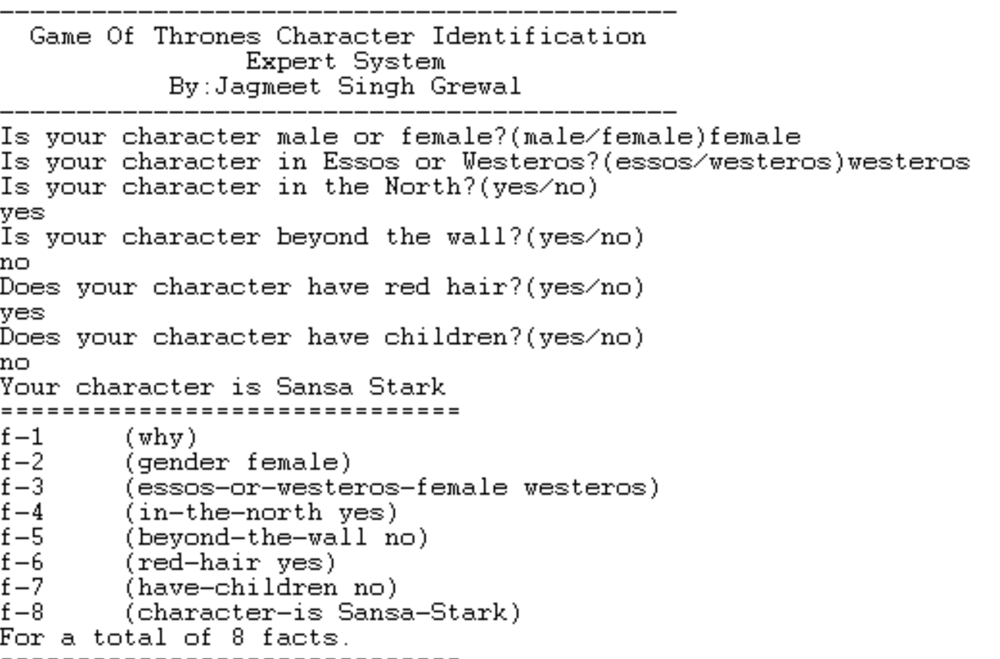 -----------------------------------------------
Game Of Thrones Character Identification
Expert System
By:Jagmeet Singh Grewal
-----------------------------------------------
Is your character male or female?(male/female)female
Is your character in Essos or Westeros?(essos/westeros)westeros
Is your character in the North?(yes/no)
yes
Is your character beyond the wall?(yes/no)
no
Does your character have red hair?(yes/no)
yes
Does your character have children?(yes/no)
no
Your character is Sansa Stark
==============================
f-1 (why)
f-2 (gender female)
f-3 (essos-or-westeros-female westeros)
f-4 (in-the-north yes)
f-5 (beyond-the-wall no)
f-6 (red-hair yes)
f-7 (have-children no)
f-8 (character-is Sansa-Stark)
For a total of 8 facts.
==============================